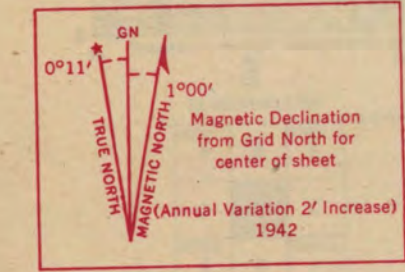 GN
0°11′
1°00′
TRUE NORTH
MAGNETIC NORTH
Magnetic Declination
from Grid North for
center of sheet
(Annual Variation 2′ Increase)
1942